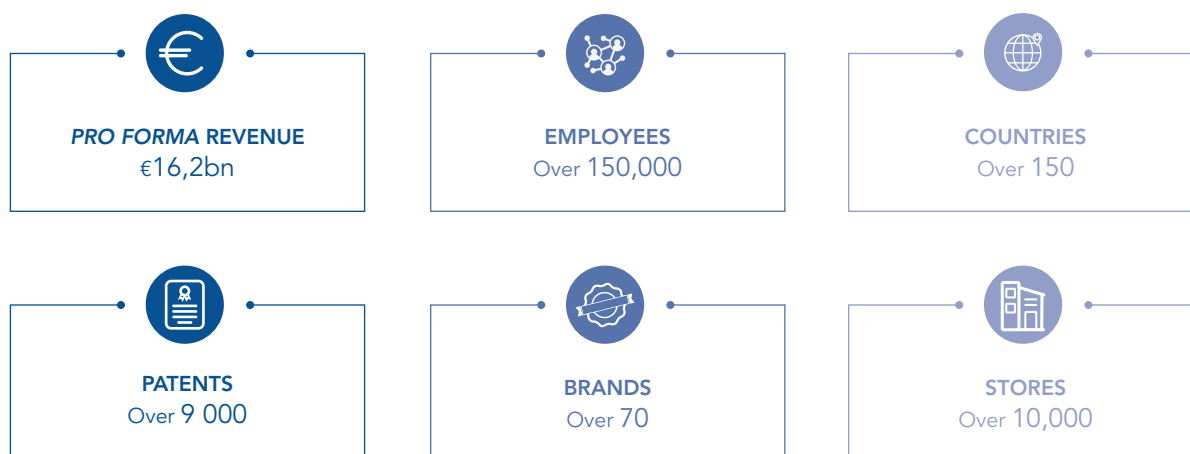 PRO FORMA REVENUE
€16,2bn
EMPLOYEES
Over 150,000
COUNTRIES
Over 150
PATENTS
Over 9 000
BRANDS
Over 70
STORES
Over 10,000